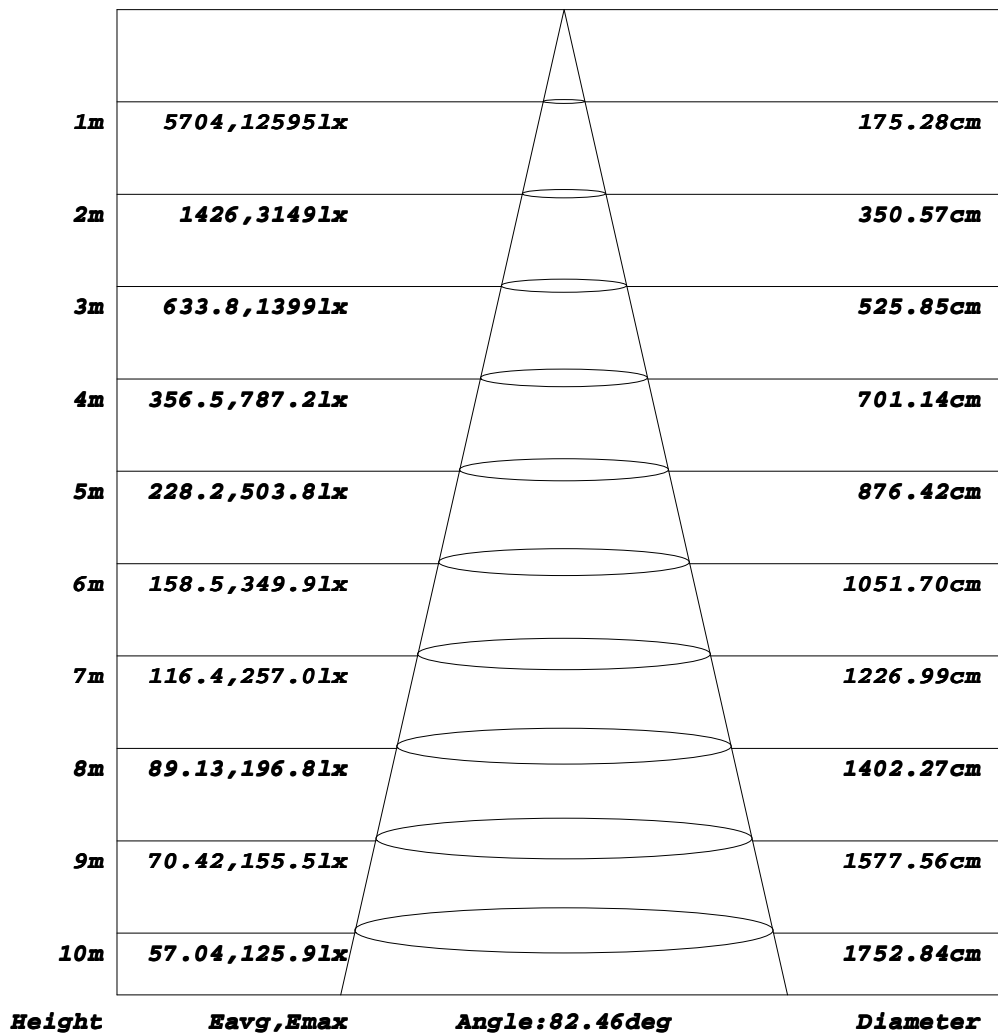 1m 5704,12595lx 175.28cm
2m 1426,3149lx 350.57cm
3m 633.8,1399lx 525.85cm
4m 356.5,787.2lx 701.14cm
5m 228.2,503.8lx 876.42cm
6m 158.5,349.9lx 1051.70cm
7m 116.4,257.0lx 1226.99cm
8m 89.13,196.8lx 1402.27cm
9m 70.42,155.5lx 1577.56cm
10m 57.04,125.9lx 1752.84cm
Height Eavg,Emax Angle:82.46deg Diameter